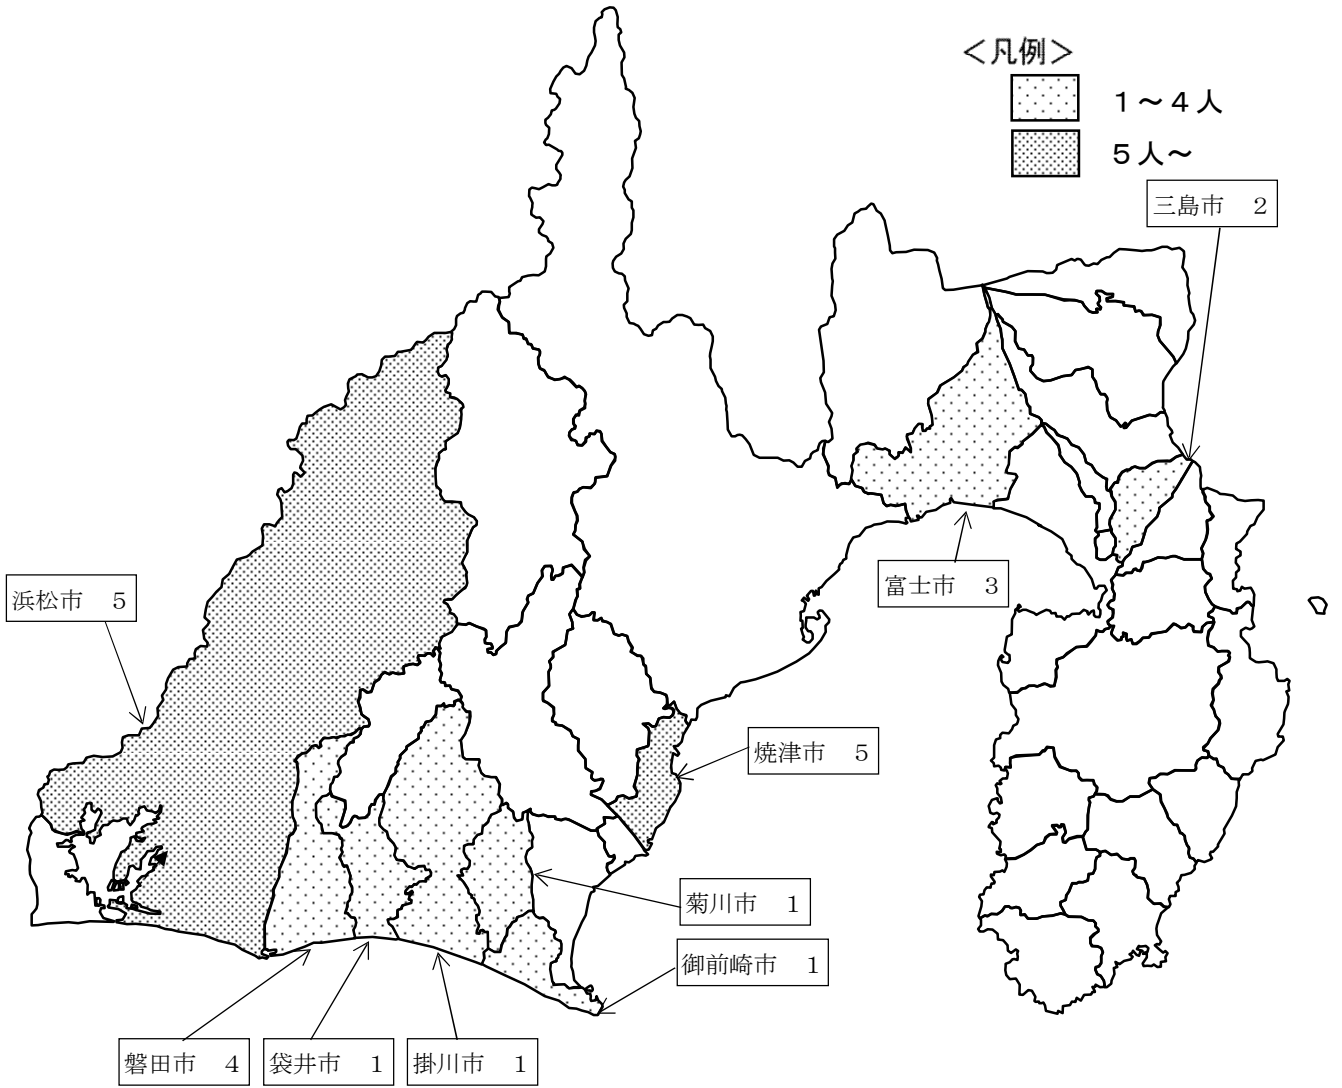 ＜凡例＞
１～４人
５人～
三島市　２
富士市　３
浜松市　５
焼津市　５
菊川市　１
御前崎市　１
磐田市　４
袋井市　１
掛川市　１